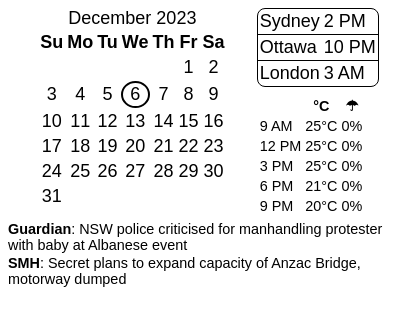 December 2023
Su Mo Tu We Th Fr Sa
1 2
3 4 5 6 7 8 9
10 11 12 13 14 15 16
17 18 19 20 21 22 23
24 25 26 27 28 29 30
31
Sydney 2 PM
Ottawa 10 PM
London 3 AM
°C ☂
9 AM 25°C 0%
12 PM 25°C 0%
3 PM 25°C 0%
6 PM 21°C 0%
9 PM 20°C 0%
Guardian: NSW police criticised for manhandling protester
with baby at Albanese event
SMH: Secret plans to expand capacity of Anzac Bridge,
motorway dumped